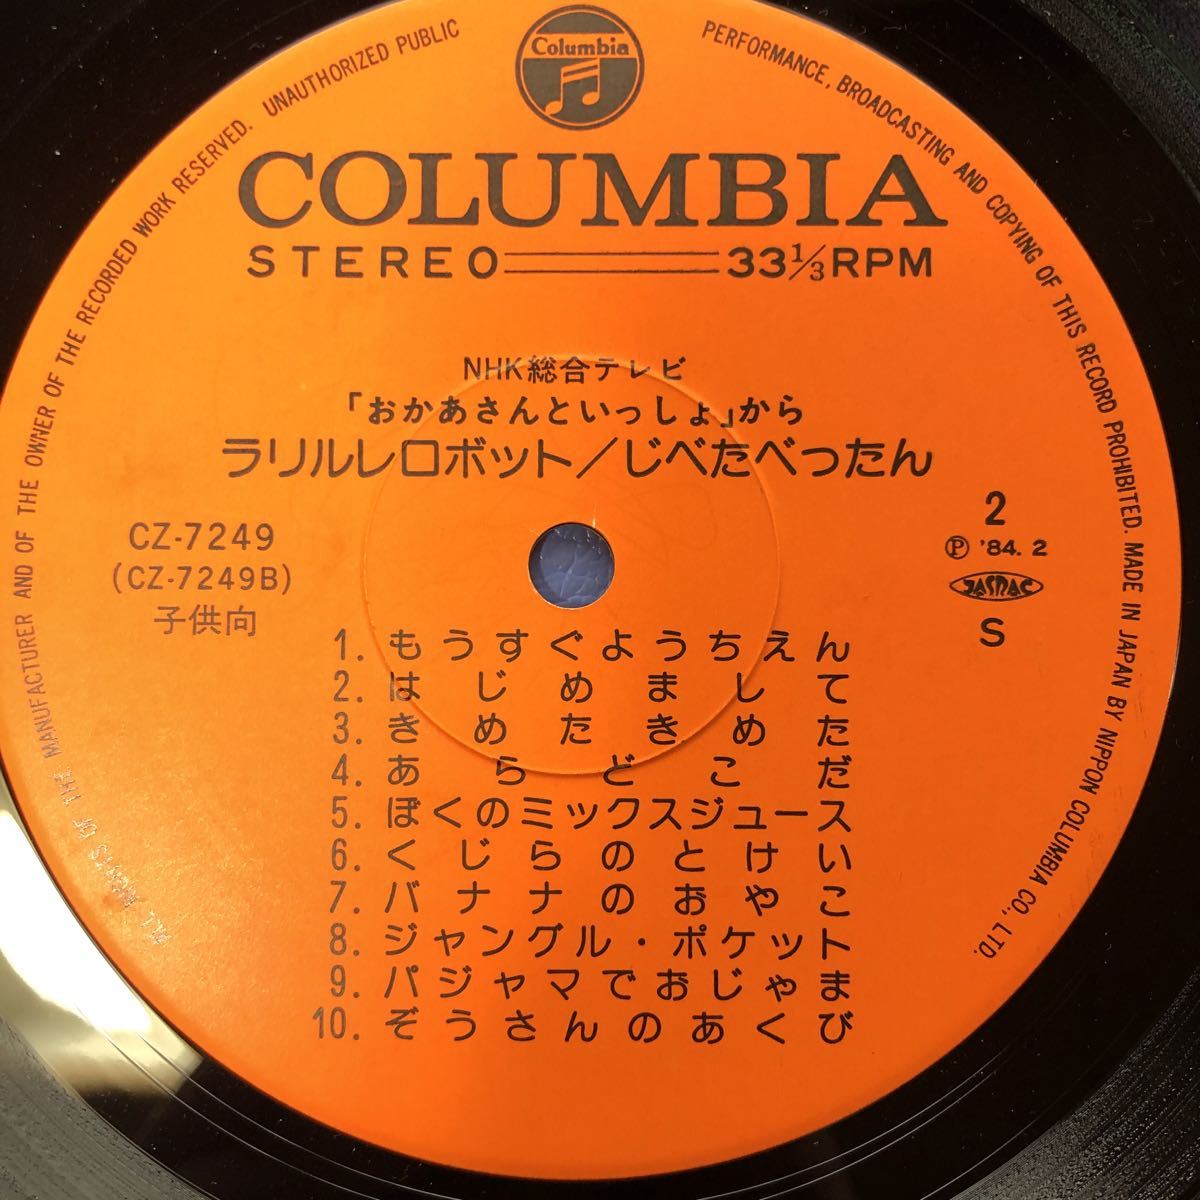 Columbia
COLUMBIA
STEREO 33 1/3 RPM
NHK総合テレビ
「おかあさんといっしょ」から
ラリルレロボット／じべたべったん
CZ-7249
(CZ-7249B)
子供向
2
Ⓟ '84. 2
JASRAC
S
1. もうすぐようちえん
2. はじめまして
3. きめたきめた
4. あらどこだ
5. ぼくのミックスジュース
6. くじらのとけい
7. バナナのおやこ
8. ジャングル・ポケット
9. パジャマでおじゃま
10. ぞうさんのあくび
ALL RIGHTS OF THE MANUFACTURER AND OF THE OWNER OF THE RECORDED WORK RESERVED. UNAUTHORIZED PUBLIC PERFORMANCE, BROADCASTING AND COPYING OF THIS RECORD PROHIBITED. MADE IN JAPAN BY NIPPON COLUMBIA CO., LTD.